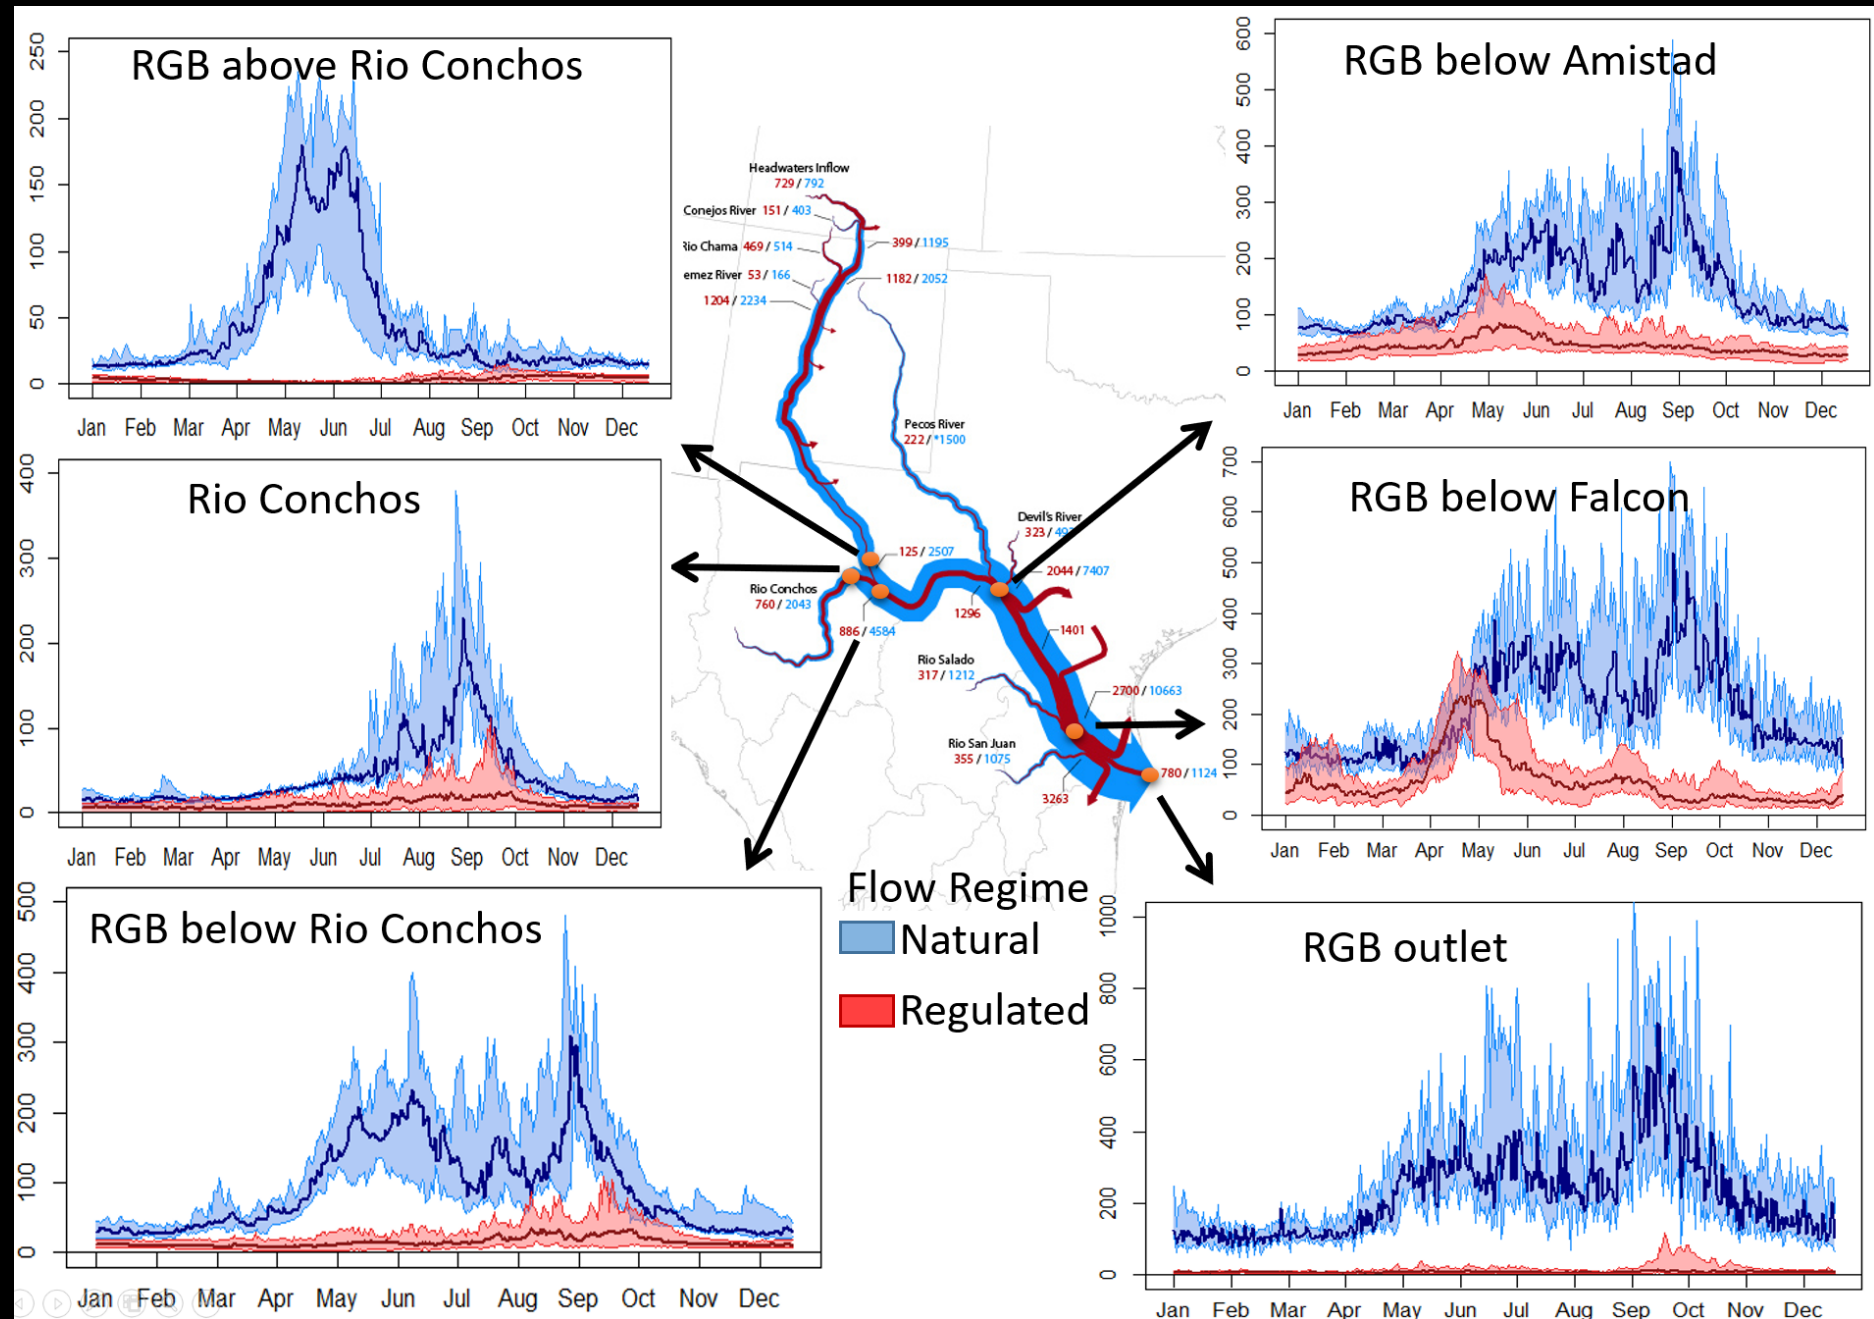 RGB above Rio Conchos
250
200
150
100
50
0
Jan Feb Mar Apr May Jun Jul Aug Sep Oct Nov Dec
Rio Conchos
400
300
200
100
0
Jan Feb Mar Apr May Jun Jul Aug Sep Oct Nov Dec
RGB below Rio Conchos
500
400
300
200
100
0
Jan Feb Mar Apr May Jun Jul Aug Sep Oct Nov Dec
Headwaters Inflow
729 / 792
Conejos River 151 / 403
Rio Chama 469 / 514
emez River 53 / 166
1204 / 2234
399 / 1195
1182 / 2052
Pecos River
222 / *1500
Devil's River
323 /
125 / 2507
2044 / 7407
Rio Conchos
760 / 2043
1296
886 / 4584
1401
Rio Salado
317 / 1212
2700 / 10663
Rio San Juan
355 / 1075
780 / 1124
3263
Flow Regime
Natural
Regulated
RGB below Amistad
600
500
400
300
200
100
0
Jan Feb Mar Apr May Jun Jul Aug Sep Oct Nov Dec
RGB below Falcon
700
600
500
400
300
200
100
0
Jan Feb Mar Apr May Jun Jul Aug Sep Oct Nov Dec
RGB outlet
1000
800
600
400
200
0
Jan Feb Mar Apr May Jun Jul Aug Sep Oct Nov Dec